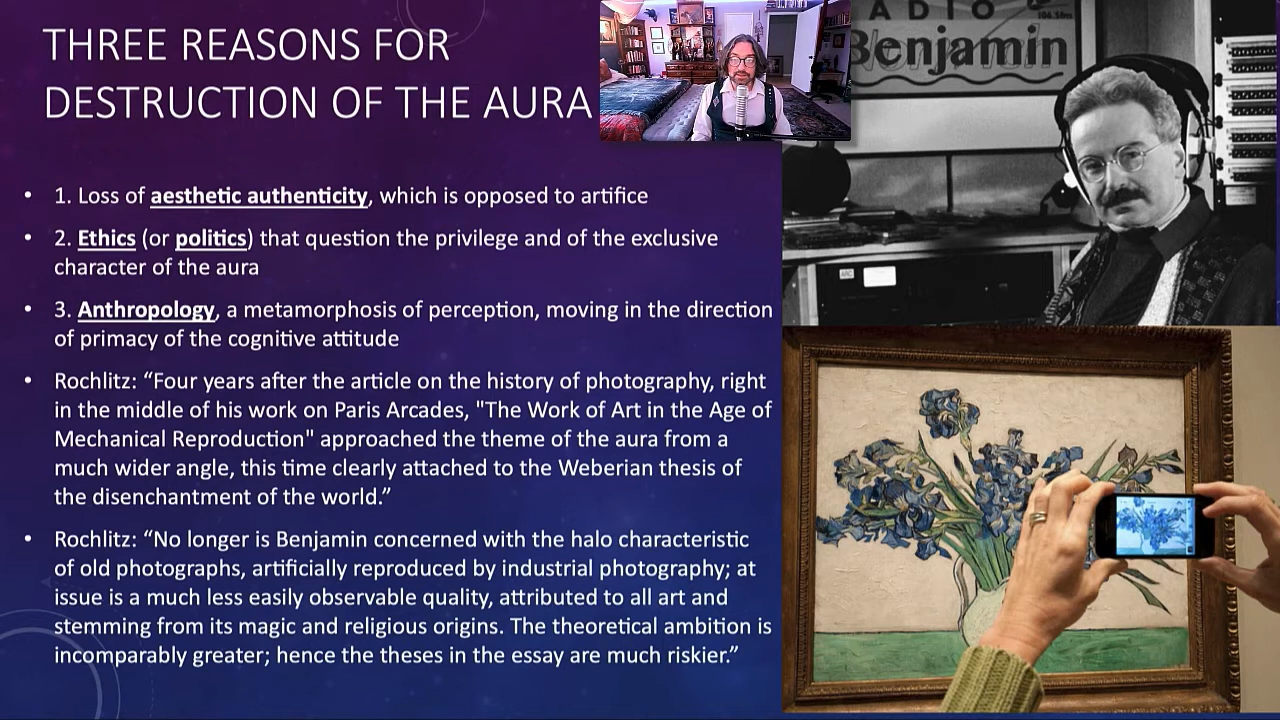 THREE REASONS FOR
DESTRUCTION OF THE AURA
• 1. Loss of aesthetic authenticity, which is opposed to artifice
• 2. Ethics (or politics) that question the privilege and of the exclusive
character of the aura
• 3. Anthropology, a metamorphosis of perception, moving in the direction
of primacy of the cognitive attitude
• Rochlitz: “Four years after the article on the history of photography, right
in the middle of his work on Paris Arcades, "The Work of Art in the Age of
Mechanical Reproduction" approached the theme of the aura from a
much wider angle, this time clearly attached to the Weberian thesis of
the disenchantment of the world.”
• Rochlitz: “No longer is Benjamin concerned with the halo characteristic
of old photographs, artificially reproduced by industrial photography; at
issue is a much less easily observable quality, attributed to all art and
stemming from its magic and religious origins. The theoretical ambition is
incomparably greater; hence the theses in the essay are much riskier.”
ADIO
Benjamin
ARC